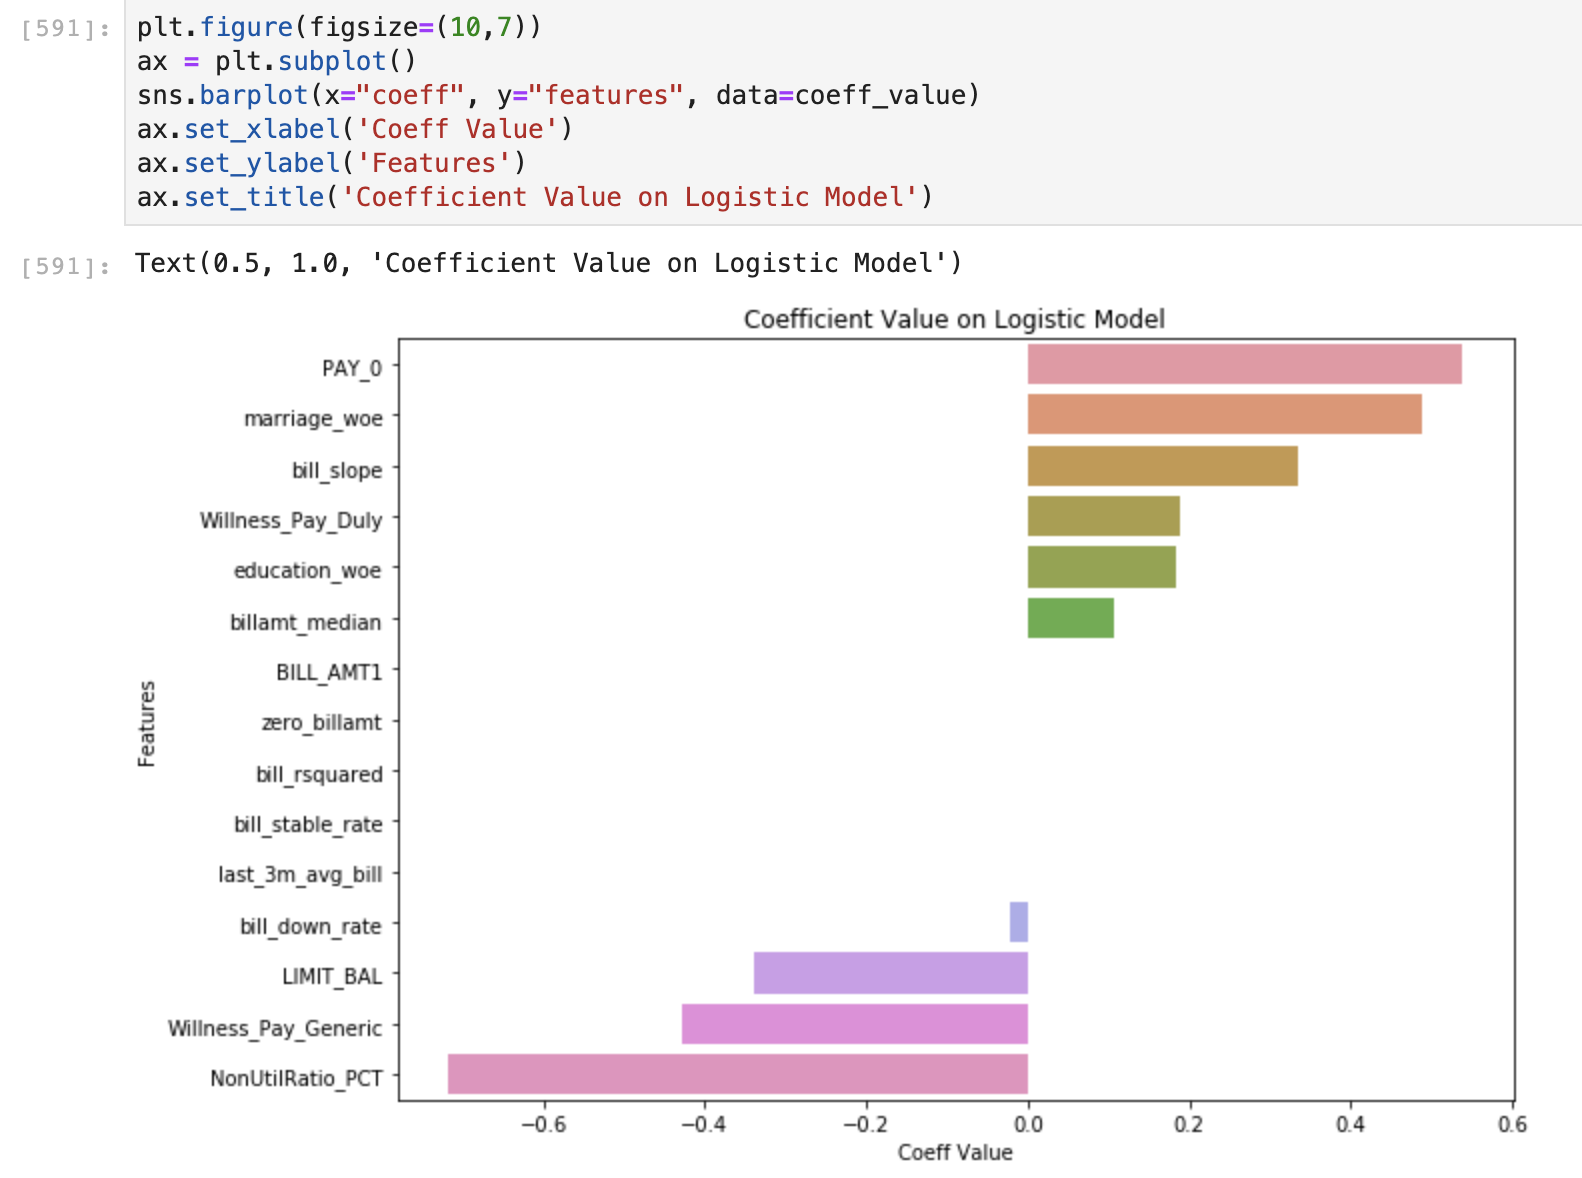 [591]: plt.figure(figsize=(10,7))
ax = plt.subplot()
sns.barplot(x="coeff", y="features", data=coeff_value)
ax.set_xlabel('Coeff Value')
ax.set_ylabel('Features')
ax.set_title('Coefficient Value on Logistic Model')
[591]: Text(0.5, 1.0, 'Coefficient Value on Logistic Model')
Coefficient Value on Logistic Model
PAY_0
marriage_woe
bill_slope
Willness_Pay_Duly
education_woe
billamt_median
BILL_AMT1
zero_billamt
bill_rsquared
bill_stable_rate
last_3m_avg_bill
bill_down_rate
LIMIT_BAL
Willness_Pay_Generic
NonUtilRatio_PCT
Features
−0.6 −0.4 −0.2 0.0 0.2 0.4 0.6
Coeff Value